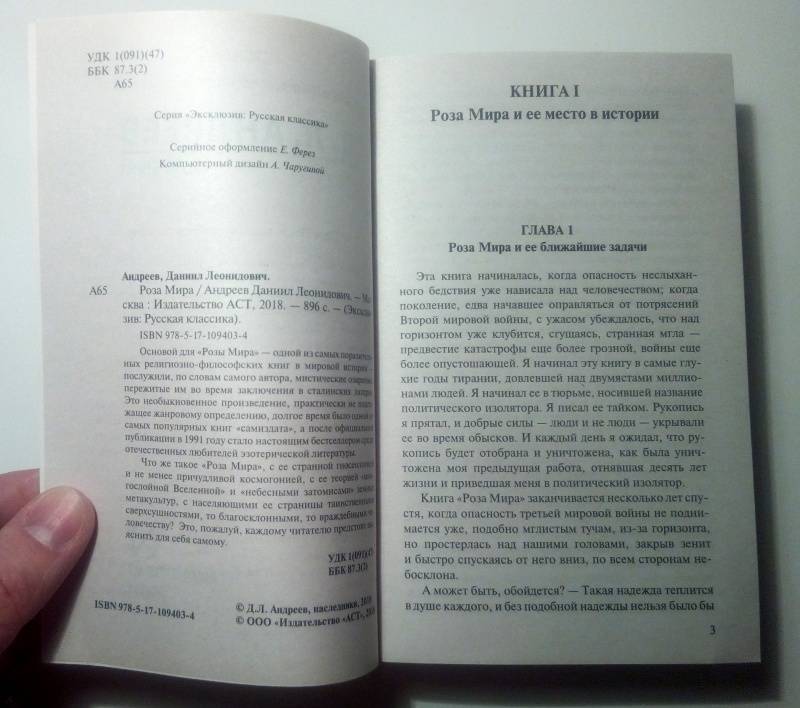 УДК 1(091)(47)
ББК 87.3(2)
А65
Серия «Эксклюзив: Русская классика»
Серийное оформление Е. Ферез
Компьютерный дизайн А. Чаругиной
Андреев, Даниил Леонидович.
А65 Роза Мира / Андреев Даниил Леонидович. — Мо
сква : Издательство АСТ, 2018. — 896 с. — (Эксклю
зив: Русская классика).
ISBN 978-5-17-109403-4
Основой для «Розы Мира» — одной из самых поразитель
ных религиозно-философских книг в мировой истории —
послужили, по словам самого автора, мистические озарения,
пережитые им во время заключения в сталинских лагерях.
Это необыкновенное произведение, практически не подле
жащее жанровому определению, долгое время было одной из
самых популярных книг «самиздата», а после официальной
публикации в 1991 году стало настоящим бестселлером среди
отечественных любителей эзотерической литературы.
Что же такое «Роза Мира», с ее странной гносеологией
и не менее причудливой космогонией, с ее теорией «мно
гослойной Вселенной» и «небесными затомисами» земных
метакультур, с населяющими ее страницы таинственными
сверхсущностями, то благосклонными, то враждебными че
ловечеству? Это, пожалуй, каждому читателю предстоит вы
яснить для себя самому.
УДК 1(091)(47)
ББК 87.3(2)
ISBN 978-5-17-109403-4
© Д.Л. Андреев, наследники,
© ООО «Издательство «АСТ»,
КНИГА I
Роза Мира и ее место в истории
ГЛАВА 1
Роза Мира и ее ближайшие задачи
Эта книга начиналась, когда опасность неслыхан-
ного бедствия уже нависала над человечеством; когда
поколение, едва начавшее оправляться от потрясений
Второй мировой войны, с ужасом убеждалось, что над
горизонтом уже клубится, сгущаясь, странная мгла —
предвестие катастрофы еще более грозной, войны еще
более опустошающей. Я начинал эту книгу в самые глу-
хие годы тирании, довлевшей над двумястами миллио-
нами людей. Я начинал ее в тюрьме, носившей название
политического изолятора. Я писал ее тайком. Рукопись
я прятал, и добрые силы — люди и не люди — укрывали
ее во время обысков. И каждый день я ожидал, что ру-
копись будет отобрана и уничтожена, как была унич-
тожена моя предыдущая работа, отнявшая десять лет
жизни и приведшая меня в политический изолятор.
Книга «Роза Мира» заканчивается несколько лет спу-
стя, когда опасность третьей мировой войны не подни-
мается уже, подобно мглистым тучам, из-за горизонта,
но простерлась над нашими головами, закрыв зенит
и быстро спускаясь от него вниз, по всем сторонам не-
босклона.
А может быть, обойдется? — Такая надежда теплится
в душе каждого, и без подобной надежды нельзя было бы
3